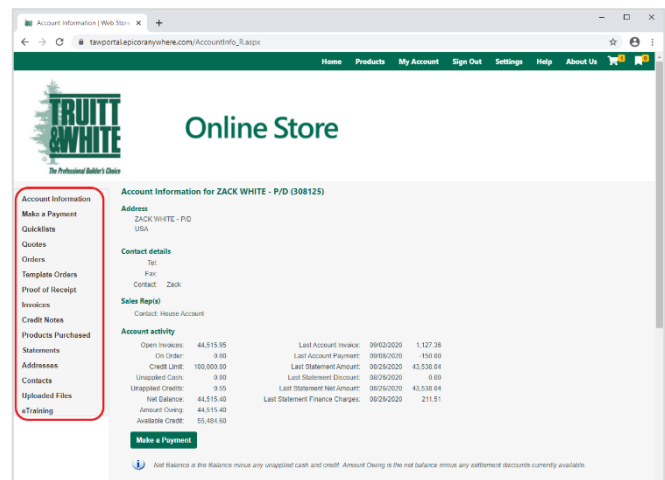 Account Information | Web Store
tawportal.epicoranywhere.com/AccountInfo_R.aspx
Home Products My Account Sign Out Settings Help About Us
TRUITT
&WHITE
The Professional Builder's Choice
Online Store
Account Information
Make a Payment
Quicklists
Quotes
Orders
Template Orders
Proof of Receipt
Invoices
Credit Notes
Products Purchased
Statements
Addresses
Contacts
Uploaded Files
eTraining
Account Information for ZACK WHITE - P/D (308125)
Address
ZACK WHITE - P/D
USA
Contact details
Tel:
Fax:
Contact: Zack
Sales Rep(s)
Contact: House Account
Account activity
Open Invoices: 44,515.95 Last Account Invoice: 09/02/2020 1,127.36
On Order: 0.00 Last Account Payment: 09/08/2020 -150.00
Credit Limit: 100,000.00 Last Statement Amount: 08/26/2020 43,538.04
Unapplied Cash: 0.00 Last Statement Discount: 08/26/2020 0.00
Unapplied Credits: 0.55 Last Statement Net Amount: 08/26/2020 43,538.04
Net Balance: 44,515.40 Last Statement Finance Charges: 08/26/2020 211.51
Amount Owing: 44,515.40
Available Credit: 55,484.60
Make a Payment
Net Balance is the Balance minus any unapplied cash and credit. Amount Owing is the net balance minus any settlement discounts currently available.